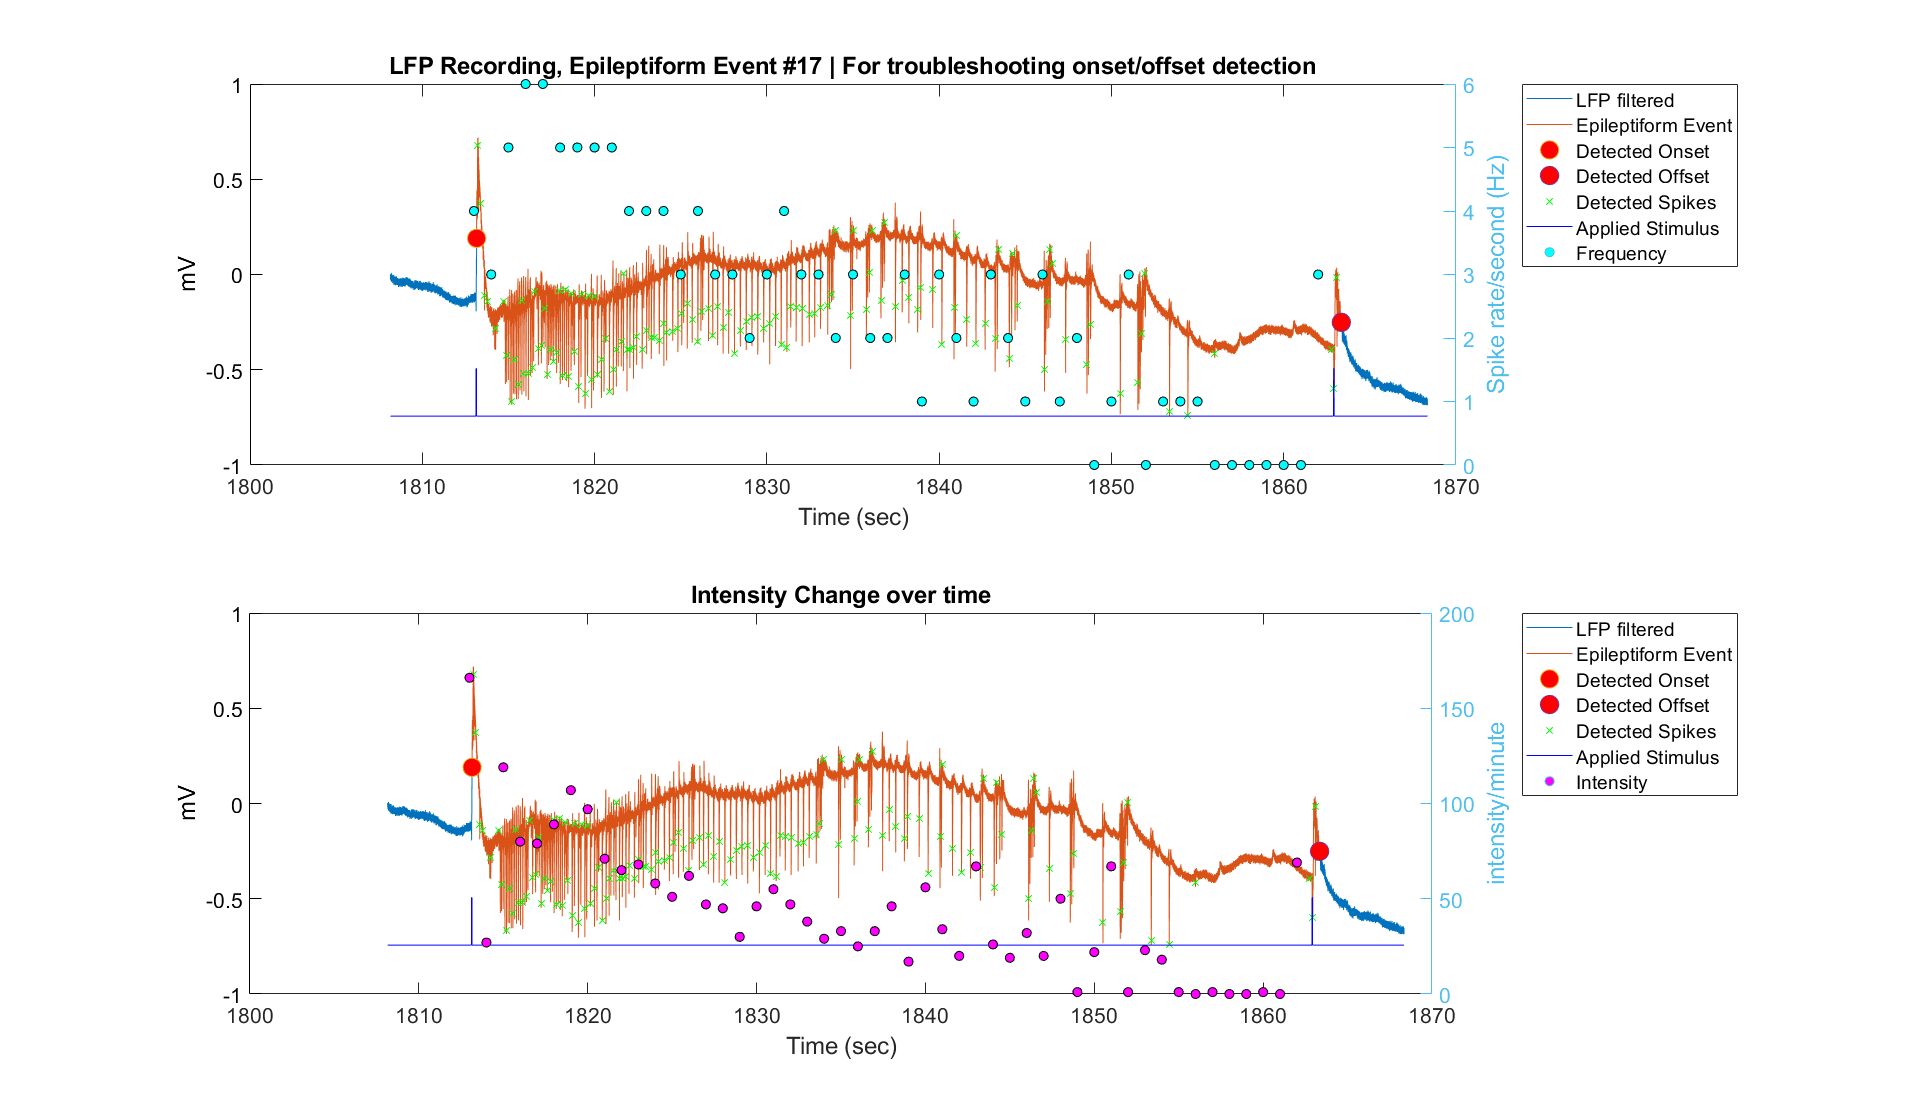 LFP Recording, Epileptiform Event #17 | For troubleshooting onset/offset detection
1
0.5
0
-0.5
-1
mV
1800 1810 1820 1830 1840 1850 1860 1870
Time (sec)
6
5
4
3
2
1
0
Spike rate/second (Hz)
LFP filtered
Epileptiform Event
Detected Onset
Detected Offset
Detected Spikes
Applied Stimulus
Frequency
Intensity Change over time
1
0.5
0
-0.5
-1
mV
1800 1810 1820 1830 1840 1850 1860 1870
Time (sec)
200
150
100
50
0
intensity/minute
LFP filtered
Epileptiform Event
Detected Onset
Detected Offset
Detected Spikes
Applied Stimulus
Intensity